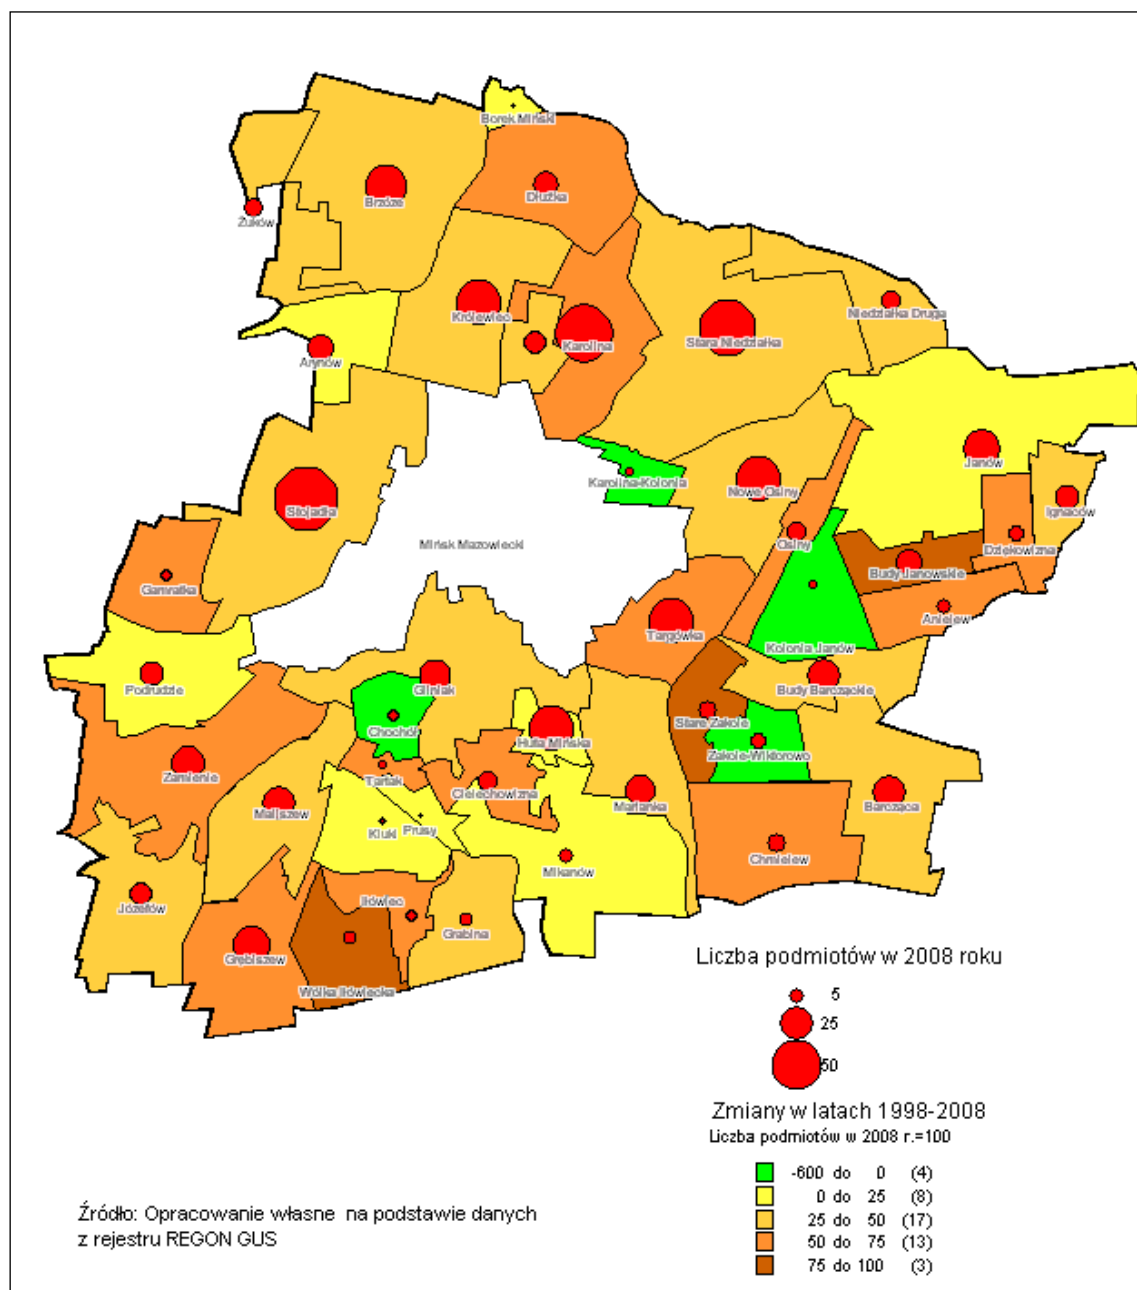 Borek Miński
Dłużka
Brzóze
Żuków
Niedziałka Druga
Królewiec
Karolina
Stara Niedziałka
Arynów
Janów
Karolina-Kolonia
Nowe Osiny
Ignaców
Stojadła
Osiny
Dziękowizna
Mińsk Mazowiecki
Budy Janowskie
Gamratka
Anielew
Targówka
Kolonia Janów
Podrudzie
Gliniak
Budy Barcząckie
Chochół
Stare Zakole
Huta Mińska
Zakole-Wiktorowo
Zamienie
Tartak
Cielechowizna
Marianka
Barcząca
Maliszew
Kluki
Prusy
Chmielew
Mikanów
Józefów
Iłówiec
Grabina
Grębiszew
Wólka Iłówiecka
Liczba podmiotów w 2008 roku
5
25
50
Zmiany w latach 1998-2008
Liczba podmiotów w 2008 r.=100
-600 do 0 (4)
0 do 25 (8)
25 do 50 (17)
50 do 75 (13)
75 do 100 (3)
Źródło: Opracowanie własne na podstawie danych
z rejestru REGON GUS